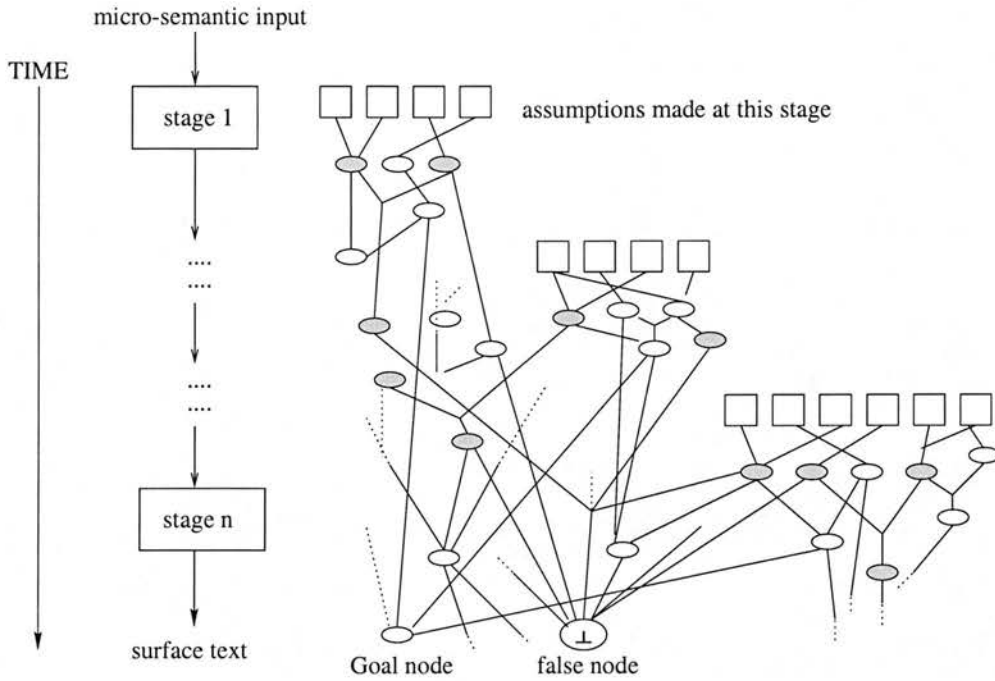 micro-semantic input
TIME
stage 1
assumptions made at this stage
....
....
....
....
stage n
surface text
Goal node
⊥
false node